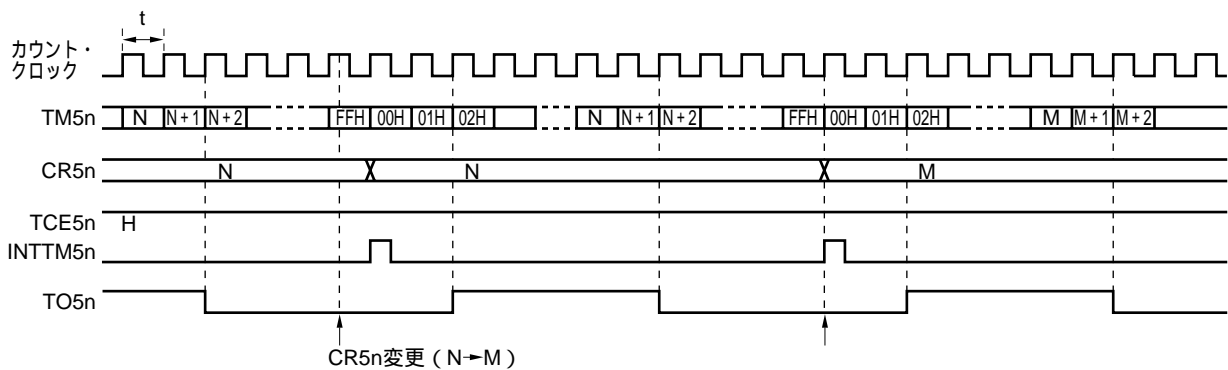 t
カウント・
クロック
TM5n N N+1 N+2 FFH 00H 01H 02H N N+1 N+2 FFH 00H 01H 02H M M+1 M+2
CR5n N N M
TCE5n H
INTTM5n
TO5n
CR5n変更（N→M）